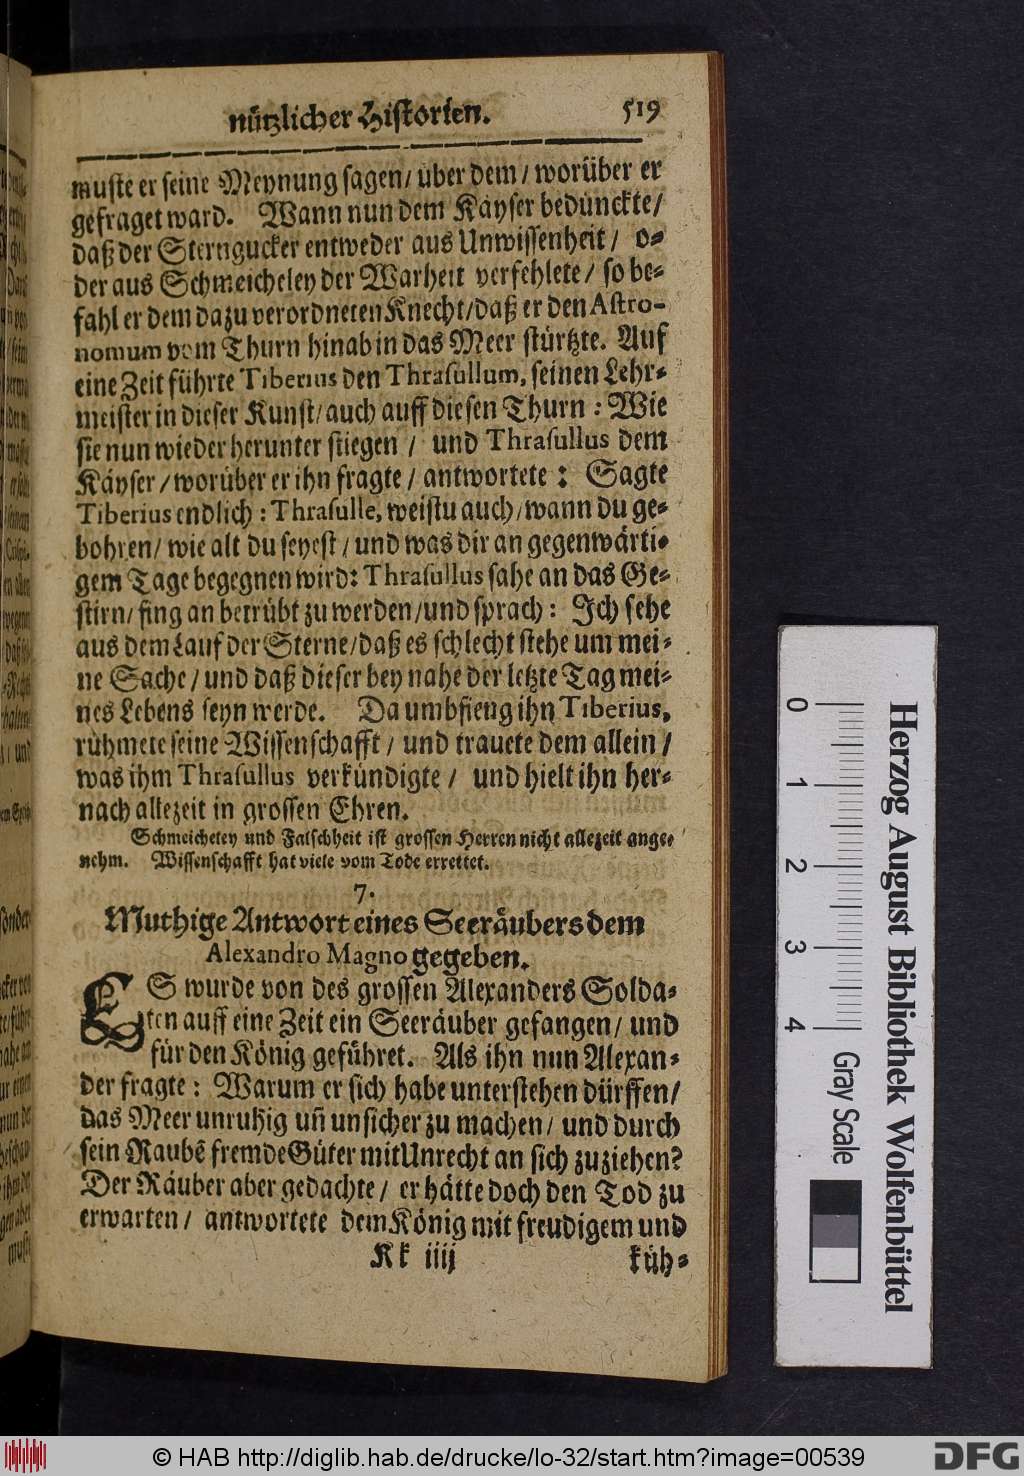 nützlicher Historien. 519
muste er seine Meynung sagen/ über dem/ worüber er
gefraget ward. Wann nun dem Käyser bedünckte/
daß der Sterngucker entweder aus Unwissenheit/ o-
der aus Schmeicheley der Warheit verfehlete/ so be-
fahl er dem dazu verordneten Knecht/ daß er den Astro-
nomum vom Thurn hinab in das Meer stürtzte. Auf
eine Zeit führte Tiberius den Thrasullum, seinen Lehr-
meister in dieser Kunst/ auch auff diesen Thurn: Wie
sie nun wieder herunter stiegen/ und Thrasullus dem
Käyser/ worüber er ihn fragte/ antwortete: Sagte
Tiberius endlich: Thrasulle, weistu auch/ wann du ge-
bohren/ wie alt du seyest/ und was dir an gegenwärti-
gem Tage begegnen wird: Thrasullus sahe an das Ge-
stirn/ fing an betrübt zu werden/ und sprach: Ich sehe
aus dem Lauf der Sterne/ daß es schlecht stehe um mei-
ne Sache/ und daß dieser bey nahe der letzte Tag mei-
nes Lebens seyn werde. Da umbfieng ihn Tiberius,
rühmete seine Wissenschafft/ und trauete dem allein/
was ihm Thrasullus verkündigte/ und hielt ihn her-
nach allezeit in grossen Ehren.
Schmeicheley und Falschheit ist grossen Herren nicht allezeit ange-
nehm. Wissenschafft hat viele vom Tode errettet.
7.
Muthige Antwort eines Seeräubers dem
Alexandro Magno gegeben.
ES wurde von des grossen Alexanders Solda-
ten auff eine Zeit ein Seeräuber gefangen/ und
für den König geführet. Als ihn nun Alexan-
der fragte: Warum er sich habe unterstehen dürffen/
das Meer unruhig uñ unsicher zu machen/ und durch
sein Raubẽ fremde Güter mit Unrecht an sich zuziehen?
Der Räuber aber gedachte/ er hätte doch den Tod zu
erwarten/ antwortete dem König mit freudigem und
Kk iiij küh-
0 1 2 3 4
Gray Scale
Herzog August Bibliothek Wolfenbüttel
© HAB http://diglib.hab.de/drucke/lo-32/start.htm?image=00539
DFG